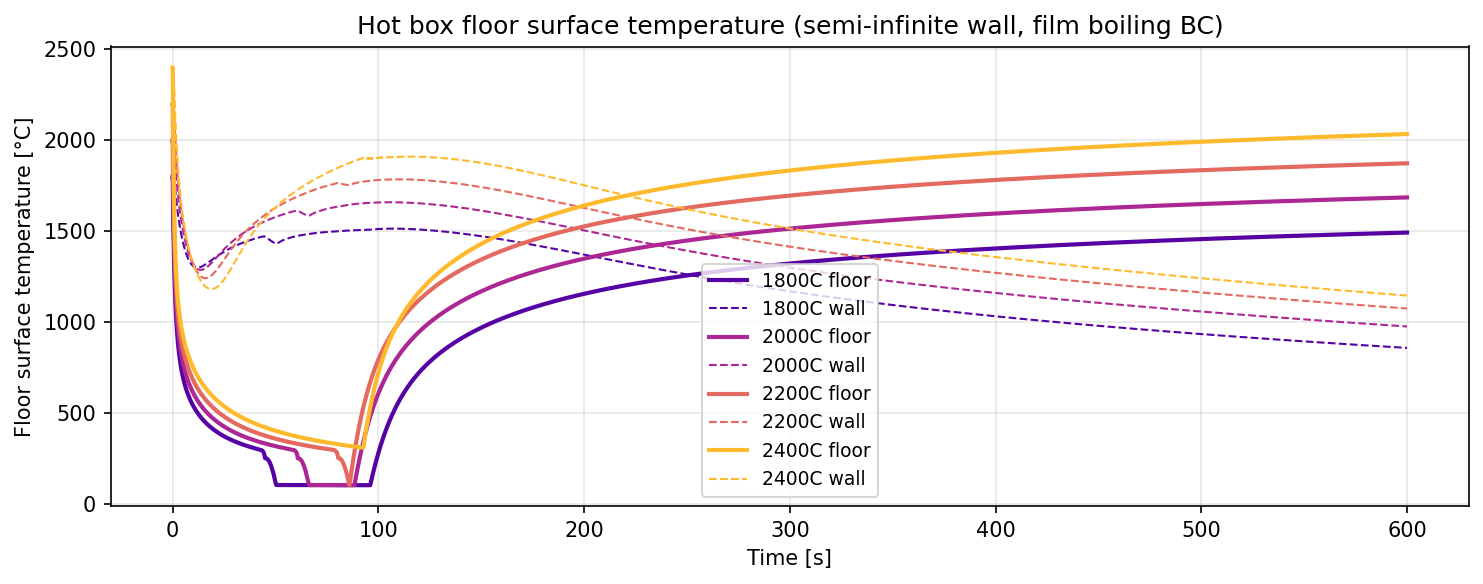 Hot box floor surface temperature (semi-infinite wall, film boiling BC)
Floor surface temperature [°C]
2500
2000
1500
1000
500
0
1800C floor
1800C wall
2000C floor
2000C wall
2200C floor
2200C wall
2400C floor
2400C wall
0
100
200
300
400
500
600
Time [s]